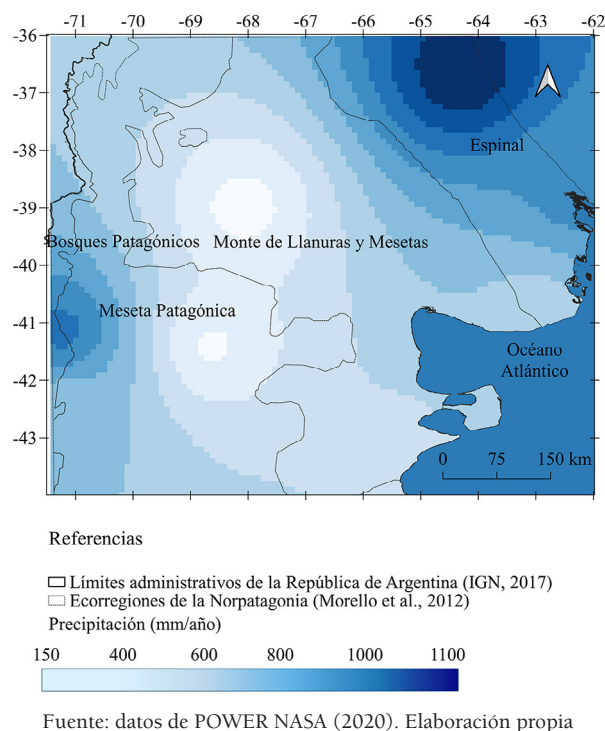 -71 -70 -69 -68 -67 -66 -65 -64 -63 -62
-36
-37
-38
Espinal
-39
Bosques Patagónicos Monte de Llanuras y Mesetas
-40
Meseta Patagónica
-41
Océano
Atlántico
-42
-43
0 75 150 km
Referencias
Límites administrativos de la República de Argentina (IGN, 2017)
Ecorregiones de la Norpatagonia (Morello et al., 2012)
Precipitación (mm/año)
150 400 600 800 1000 1100
Fuente: datos de POWER NASA (2020). Elaboración propia